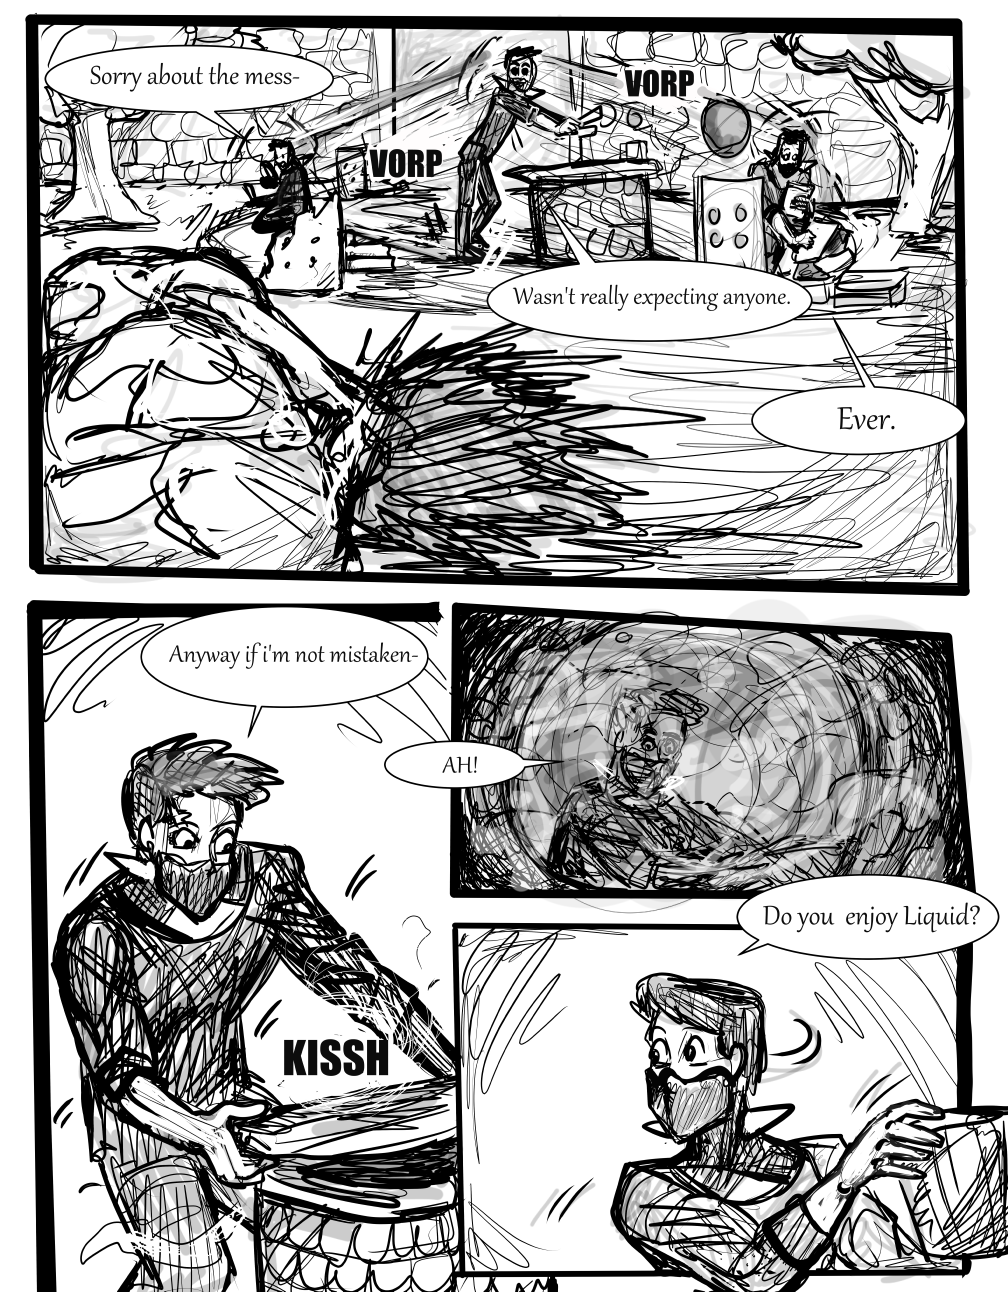 Sorry about the mess-
VORP
VORP
Wasn't really expecting anyone.
Ever.
Anyway if i'm not mistaken-
AH!
KISSH
Do you enjoy Liquid?